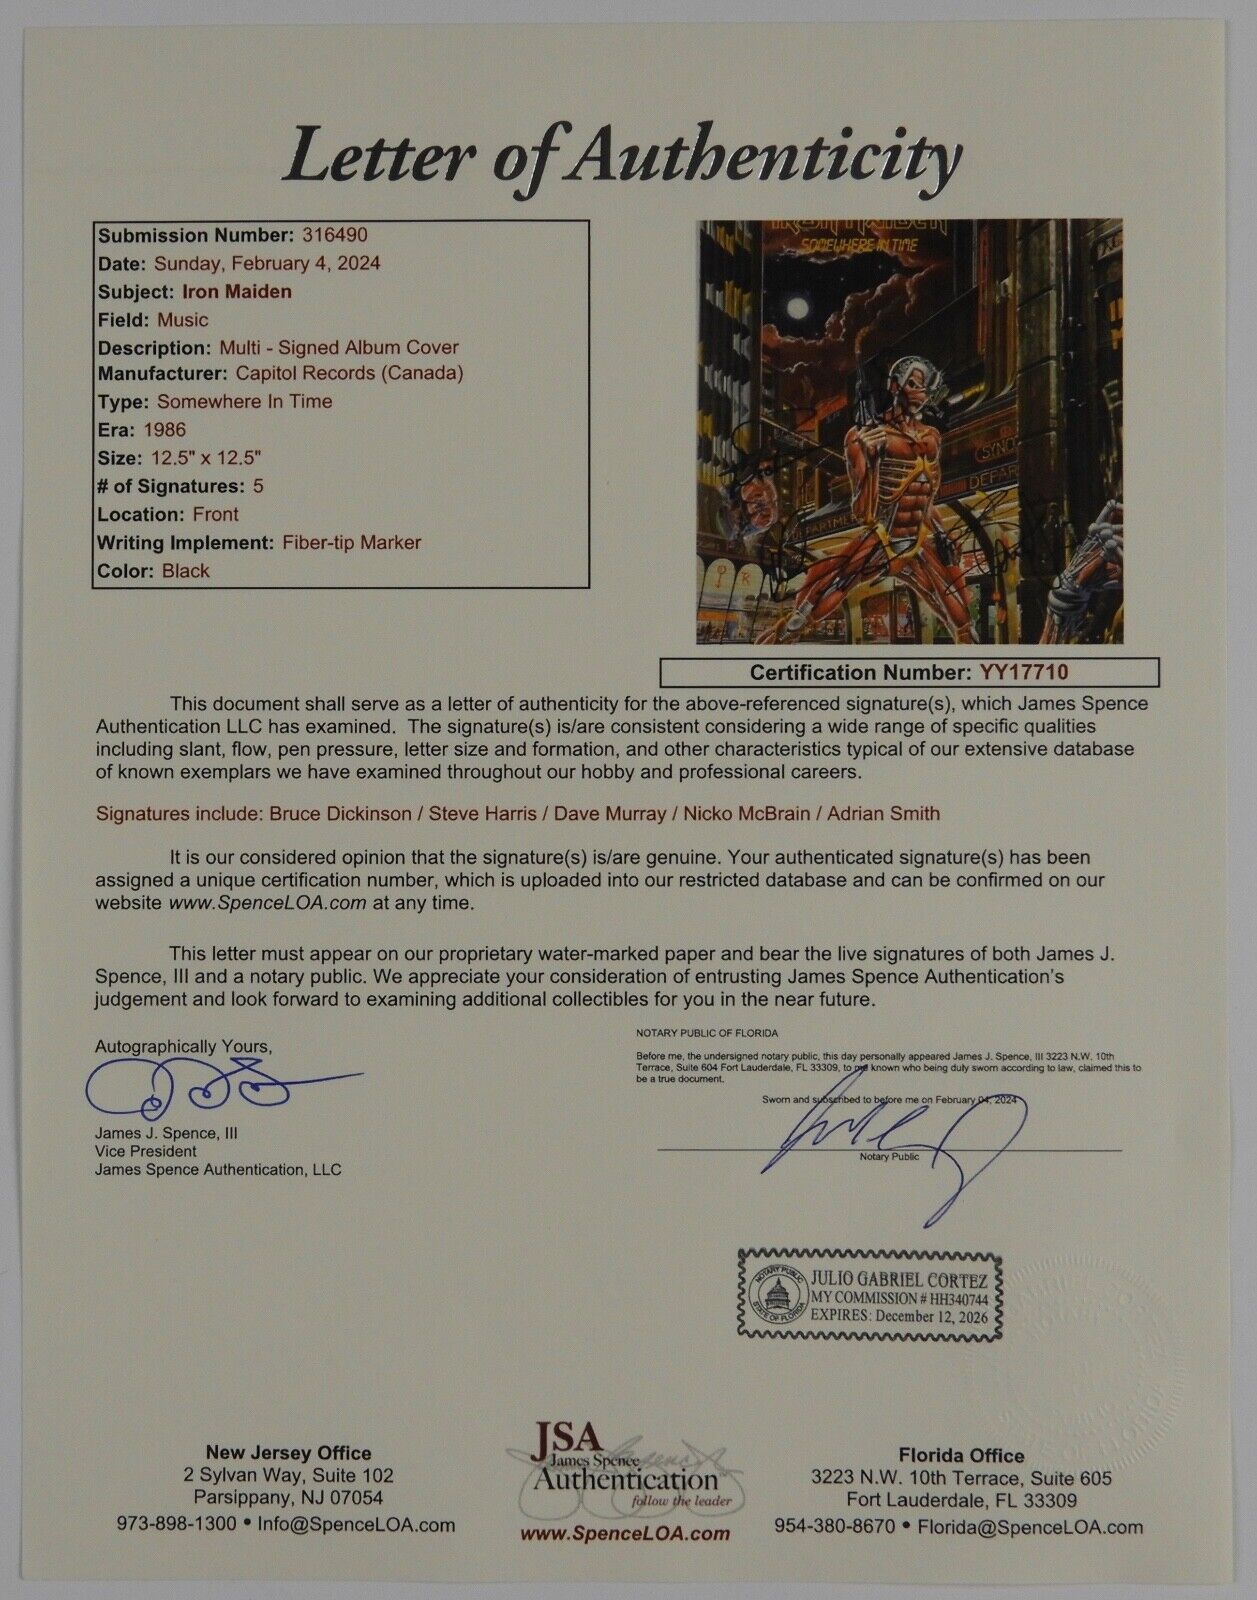 Letter of Authenticity
Submission Number: 316490
Date: Sunday, February 4, 2024
Subject: Iron Maiden
Field: Music
Description: Multi - Signed Album Cover
Manufacturer: Capitol Records (Canada)
Type: Somewhere In Time
Era: 1986
Size: 12.5" x 12.5"
# of Signatures: 5
Location: Front
Writing Implement: Fiber-tip Marker
Color: Black
IRON MAIDEN
SOMEWHERE IN TIME
Certification Number: YY17710
This document shall serve as a letter of authenticity for the above-referenced signature(s), which James Spence
Authentication LLC has examined. The signature(s) is/are consistent considering a wide range of specific qualities
including slant, flow, pen pressure, letter size and formation, and other characteristics typical of our extensive database
of known exemplars we have examined throughout our hobby and professional careers.
Signatures include: Bruce Dickinson / Steve Harris / Dave Murray / Nicko McBrain / Adrian Smith
It is our considered opinion that the signature(s) is/are genuine. Your authenticated signature(s) has been
assigned a unique certification number, which is uploaded into our restricted database and can be confirmed on our
website www.SpenceLOA.com at any time.
This letter must appear on our proprietary water-marked paper and bear the live signatures of both James J.
Spence, III and a notary public. We appreciate your consideration of entrusting James Spence Authentication's
judgement and look forward to examining additional collectibles for you in the near future.
Autographically Yours,
James J. Spence, III
Vice President
James Spence Authentication, LLC
NOTARY PUBLIC OF FLORIDA
Before me, the undersigned notary public, this day personally appeared James J. Spence, III 3223 N.W. 10th
Terrace, Suite 604 Fort Lauderdale, FL 33309, to me known who being duly sworn according to law, claimed this to
be a true document.
Sworn and subscribed to before me on February 04, 2024
Notary Public
NOTARY PUBLIC
STATE OF FLORIDA
JULIO GABRIEL CORTEZ
MY COMMISSION # HH340744
EXPIRES: December 12, 2026
New Jersey Office
2 Sylvan Way, Suite 102
Parsippany, NJ 07054
973-898-1300 • Info@SpenceLOA.com
JSA
James Spence
Authentication
follow the leader
www.SpenceLOA.com
Florida Office
3223 N.W. 10th Terrace, Suite 605
Fort Lauderdale, FL 33309
954-380-8670 • Florida@SpenceLOA.com